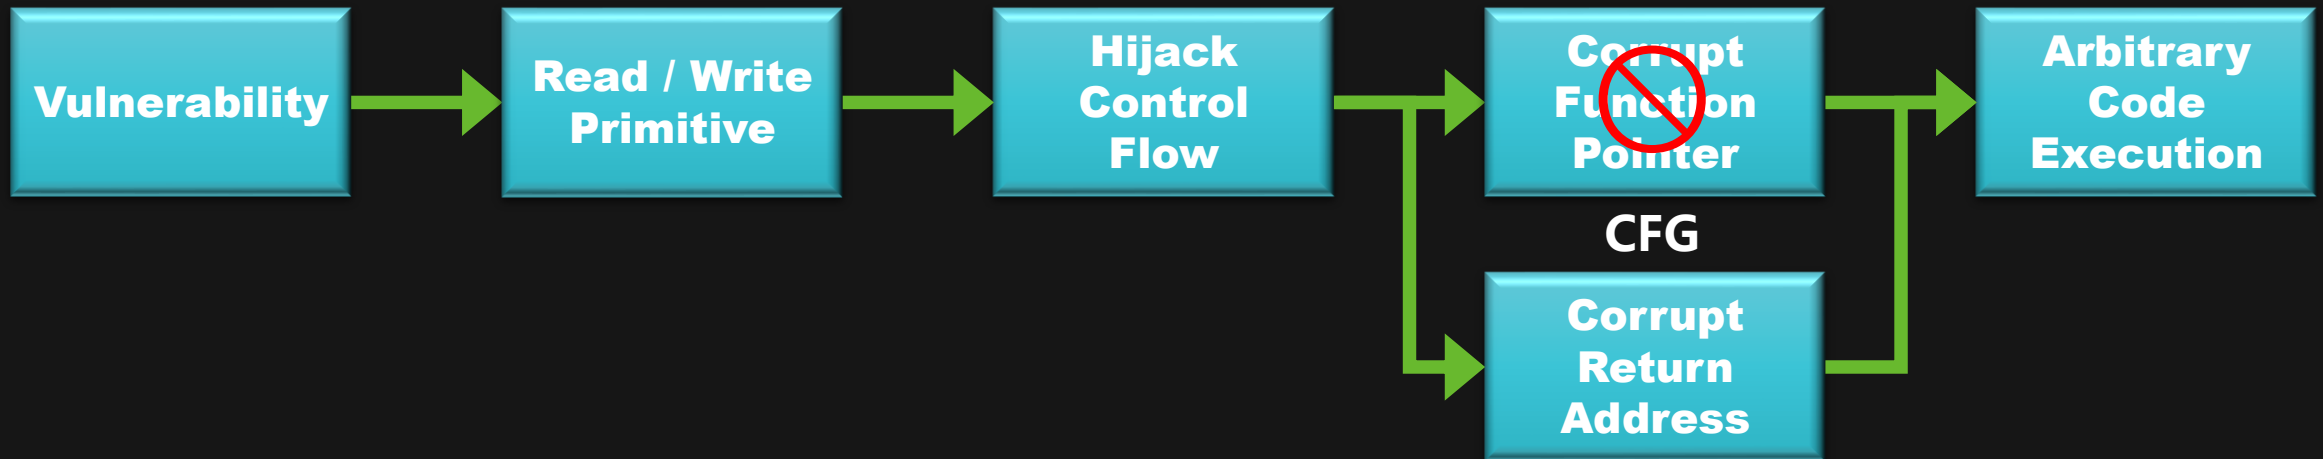 Vulnerability
Read / Write
Primitive
Hijack
Control
Flow
Corrupt
Function
Pointer
CFG
Corrupt
Return
Address
Arbitrary
Code
Execution